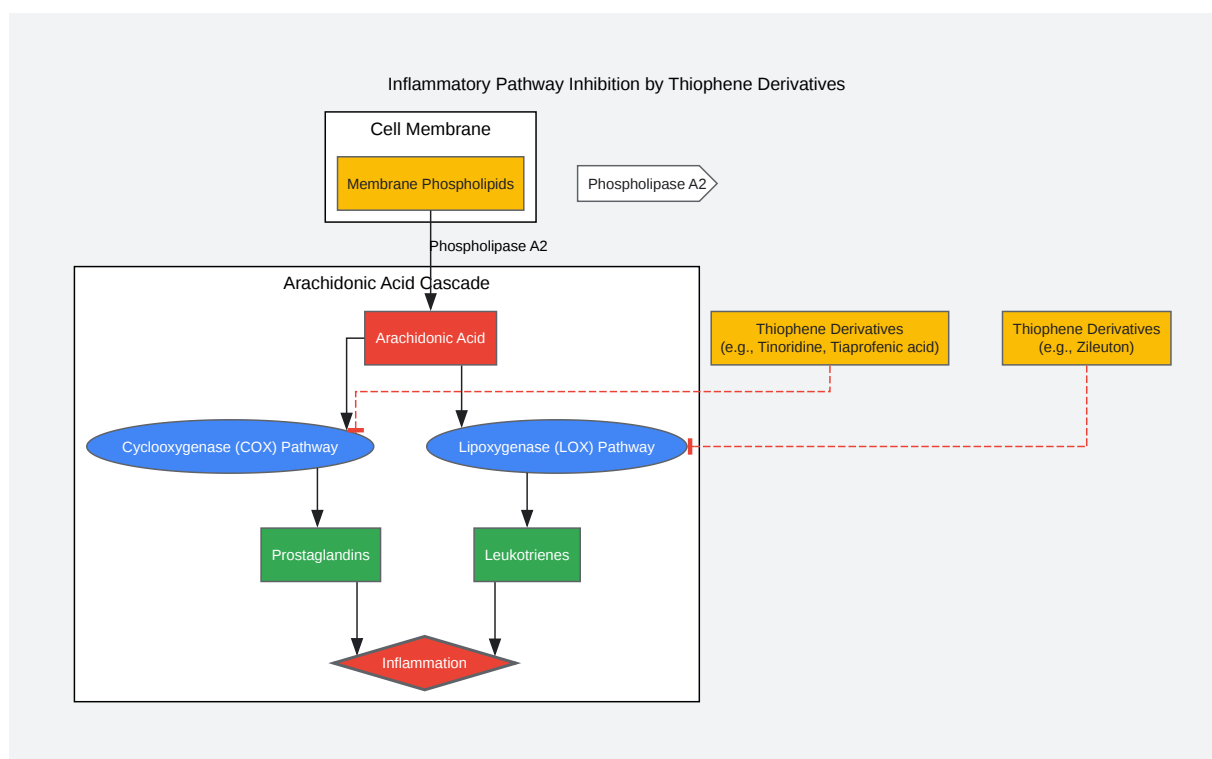 Inflammatory Pathway Inhibition by Thiophene Derivatives
Cell Membrane
Membrane Phospholipids
Phospholipase A2
Phospholipase A2
Arachidonic Acid Cascade
Arachidonic Acid
Thiophene Derivatives
(e.g., Tinoridine, Tiaprofenic acid)
Thiophene Derivatives
(e.g., Zileuton)
Cyclooxygenase (COX) Pathway
Lipoxygenase (LOX) Pathway
Prostaglandins
Leukotrienes
Inflammation